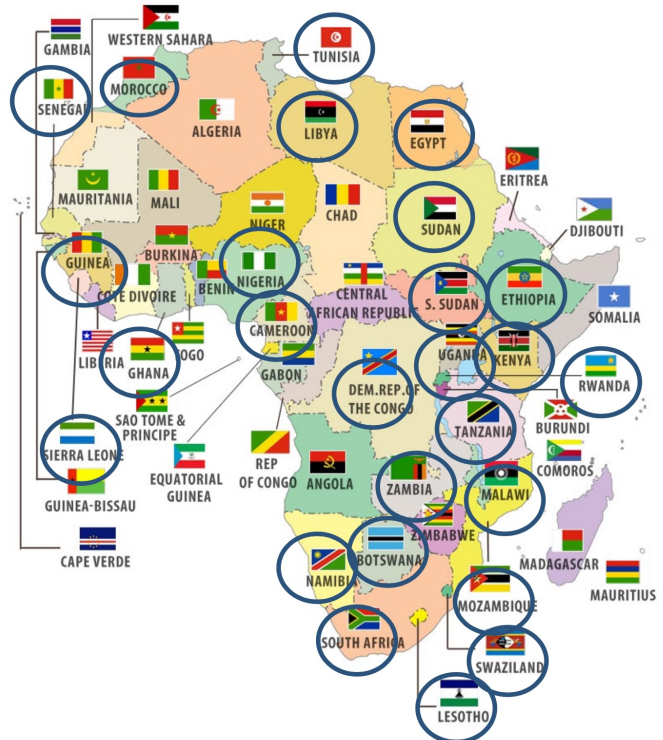 WESTERN SAHARA
GAMBIA
TUNISIA
MOROCCO
SENEGAL
ALGERIA
LIBYA
EGYPT
MAURITANIA
MALI
NIGER
CHAD
SUDAN
ERITREA
DJIBOUTI
GUINEA
BURKINA
BENIN
NIGERIA
COTE DIVOIRE
CENTRAL
AFRICAN REPUBLIC
S. SUDAN
ETHIOPIA
SOMALIA
LIBERIA
GHANA
TOGO
CAMEROON
GABON
UGANDA
KENYA
RWANDA
DEM.REP.OF
THE CONGO
SAO TOME &
PRINCIPE
TANZANIA
BURUNDI
SIERRA LEONE
EQUATORIAL
GUINEA
REP
OF CONGO
ANGOLA
ZAMBIA
MALAWI
COMOROS
GUINEA-BISSAU
ZIMBABWE
CAPE VERDE
NAMIBIA
BOTSWANA
MADAGASCAR
MAURITIUS
MOZAMBIQUE
SOUTH AFRICA
SWAZILAND
LESOTHO